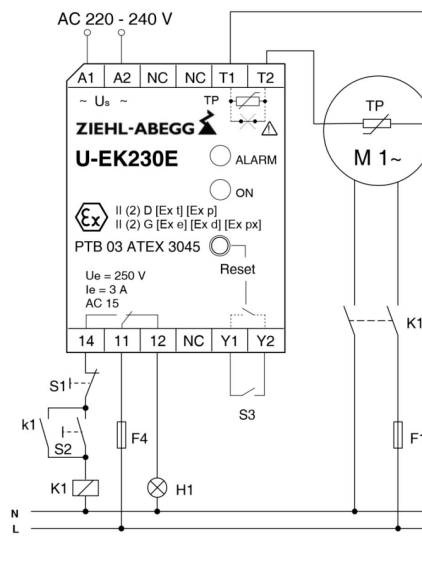 AC 220 - 240 V
A1 A2 NC NC T1 T2
~ Us ~ TP
ZIEHL-ABEGG
U-EK230E
ALARM
ON
Ex II (2) D [Ex t] [Ex p]
II (2) G [Ex e] [Ex d] [Ex px]
PTB 03 ATEX 3045
Reset
Ue = 250 V
Ie = 3 A
AC 15
14 11 12 NC Y1 Y2
TP
M 1~
K1
S1
k1
S2
F4
S3
K1
H1
F1
N
L